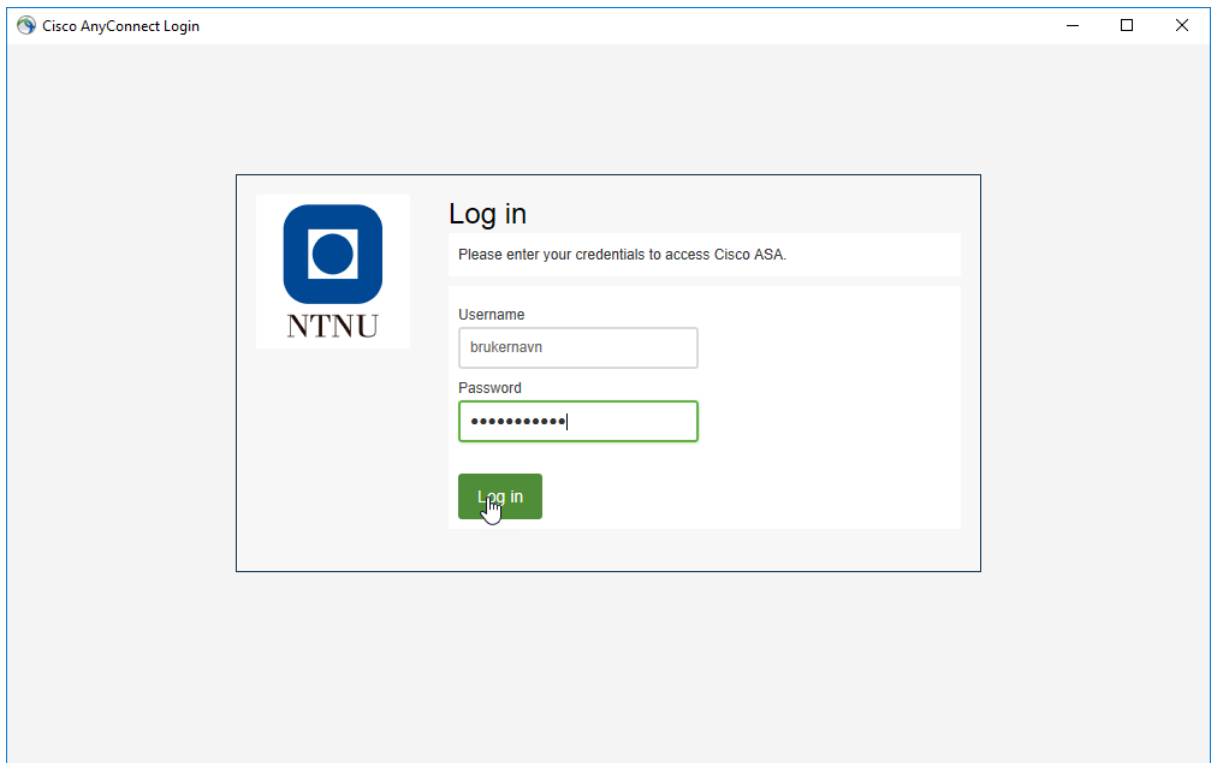 Cisco AnyConnect Login
NTNU
Log in
Please enter your credentials to access Cisco ASA.
Username
brukernavn
Password
•••••••••••
Log in